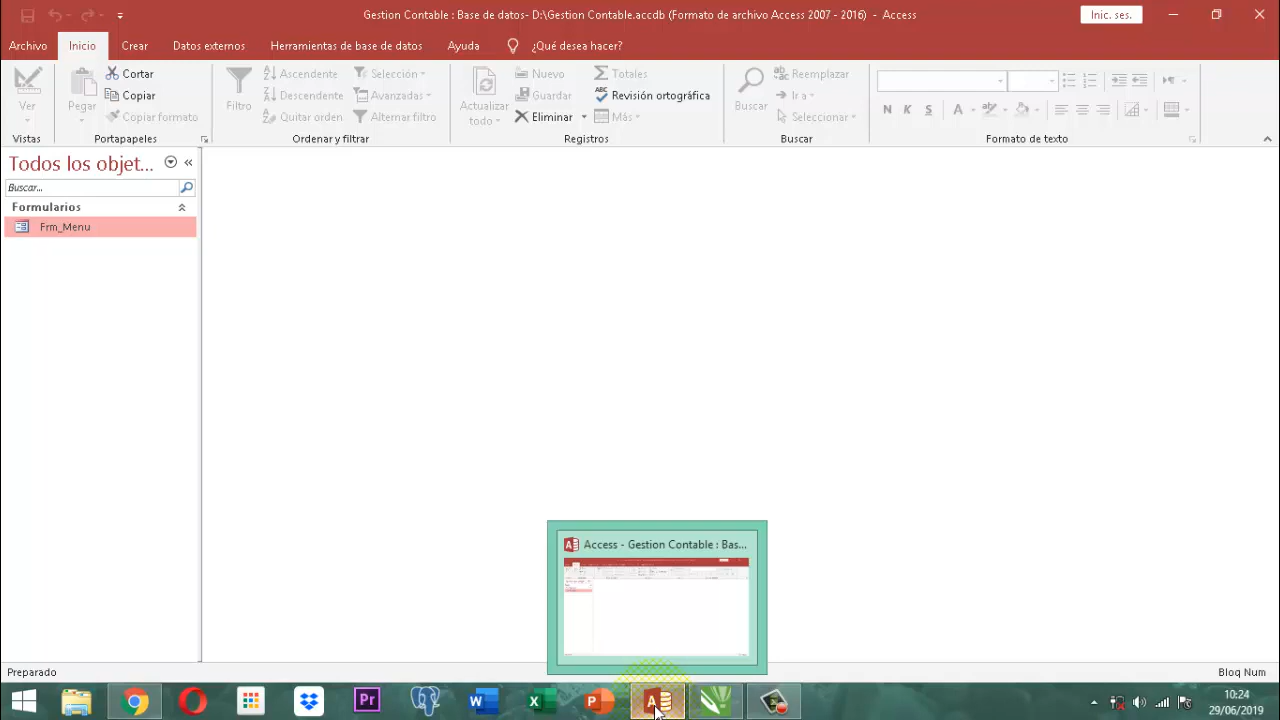 Gestion Contable : Base de datos- D:\Gestion Contable.accdb (Formato de archivo Access 2007 - 2016) - Access
Inic. ses.
Archivo Inicio Crear Datos externos Herramientas de base de datos Ayuda ¿Qué desea hacer?
Ver
Vistas
Pegar
Cortar
Copiar
Copiar formato
Portapapeles
Filtro
Ascendente
Descendente
Quitar orden
Selección
Avanzadas
Alternar filtro
Ordenar y filtrar
Actualizar
todo
Nuevo
Guardar
Eliminar
Totales
Revisión ortográfica
Más
Registros
Buscar
Reemplazar
Ir a
Seleccionar
Buscar
N K S
A
Formato de texto
Todos los objet...
Buscar...
Formularios
Frm_Menu
Access - Gestion Contable : Bas...
Preparado
Bloq Num
Pr
W
X
P
A
10:24
29/06/2019